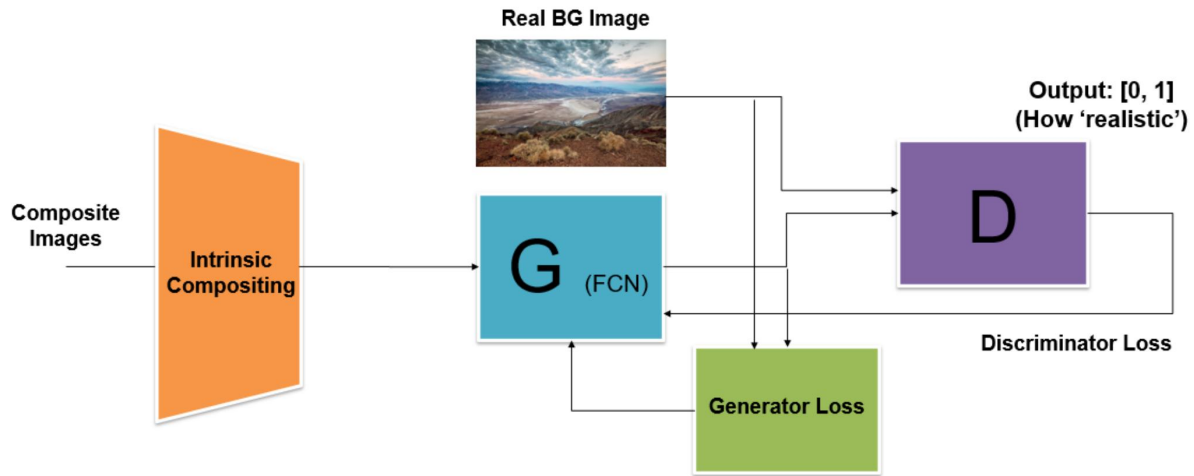 Real BG Image
Output: [0, 1]
(How ‘realistic’)
Composite
Images
Intrinsic
Compositing
G (FCN)
D
Discriminator Loss
Generator Loss